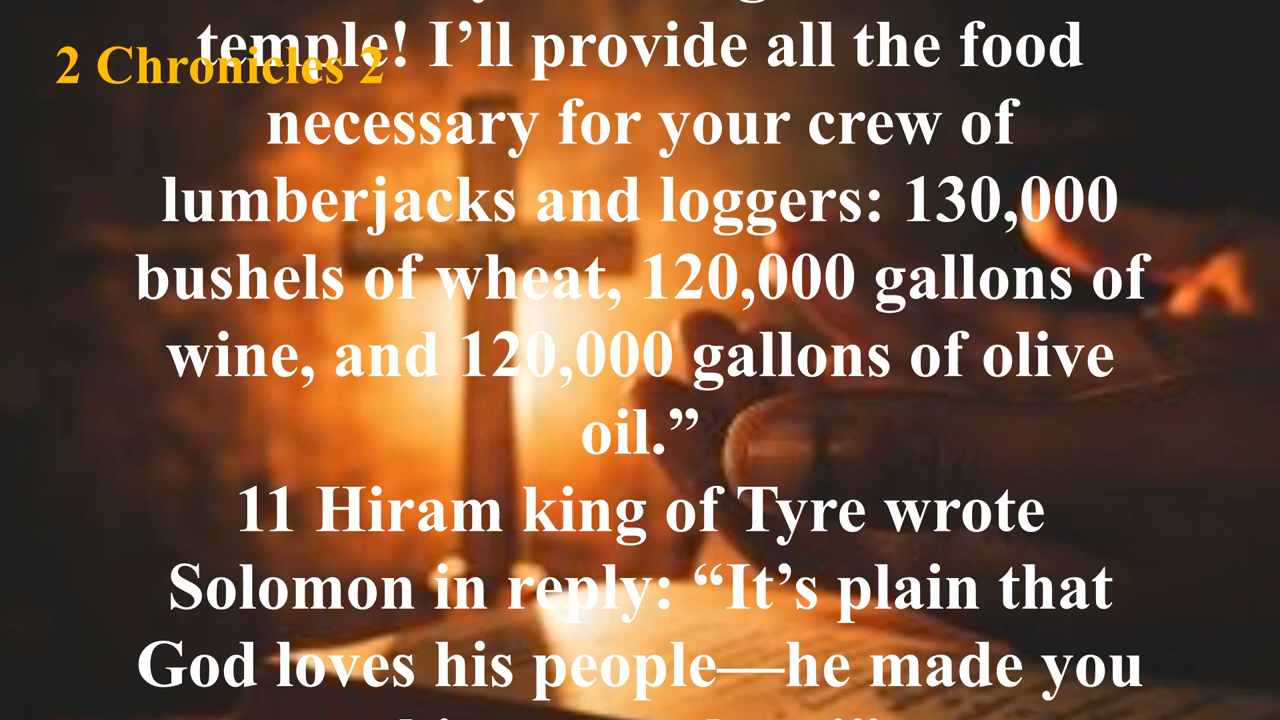 temple! I’ll provide all the food
2 Chronicles 2
necessary for your crew of
lumberjacks and loggers: 130,000
bushels of wheat, 120,000 gallons of
wine, and 120,000 gallons of olive
oil.”
11 Hiram king of Tyre wrote
Solomon in reply: “It’s plain that
God loves his people—he made you